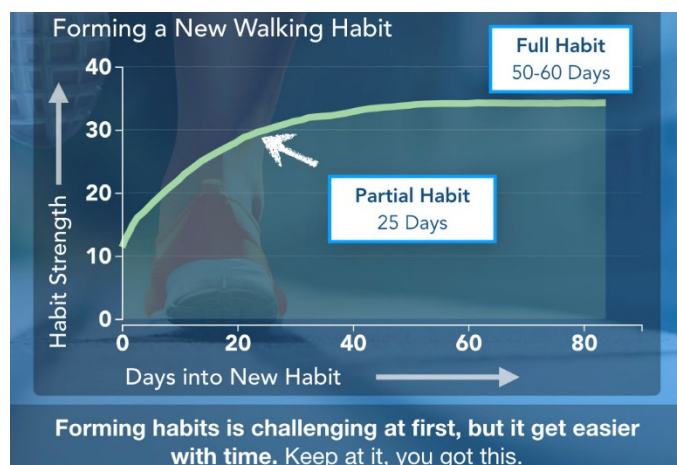 Forming a New Walking Habit
Full Habit
50-60 Days
40
30
20
10
0
Habit Strength
Partial Habit
25 Days
0 20 40 60 80
Days into New Habit
Forming habits is challenging at first, but it get easier
with time. Keep at it, you got this.